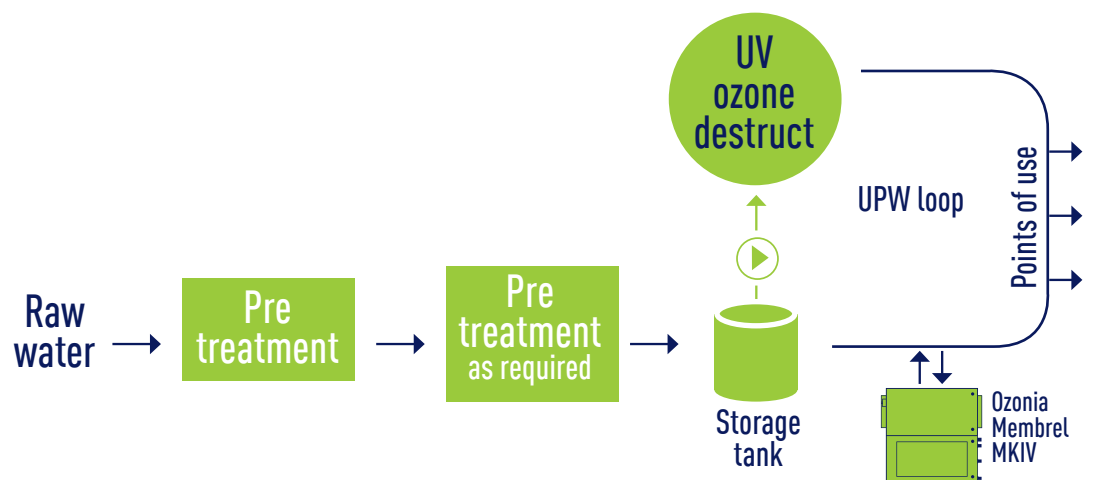 Raw
water
Pre
treatment
Pre
treatment
as required
Storage
tank
UV
ozone
destruct
UPW loop
Points of use
Ozonia
Membrel
MKIV